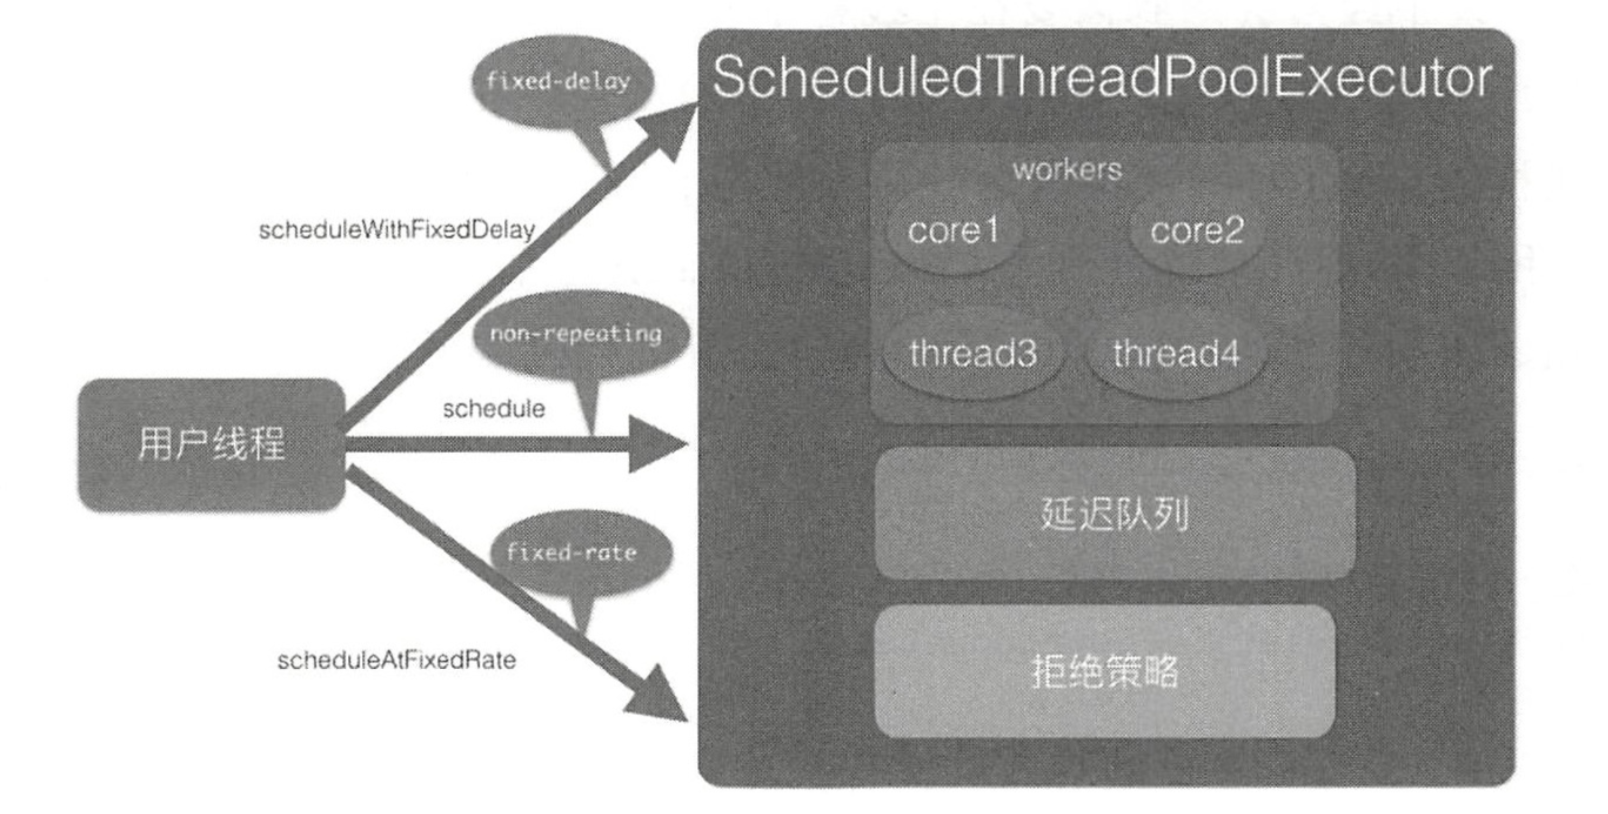 fixed-delay
scheduleWithFixedDelay
non-repeating
schedule
用户线程
fixed-rate
scheduleAtFixedRate
ScheduledThreadPoolExecutor
workers
core1
core2
thread3
thread4
延迟队列
拒绝策略